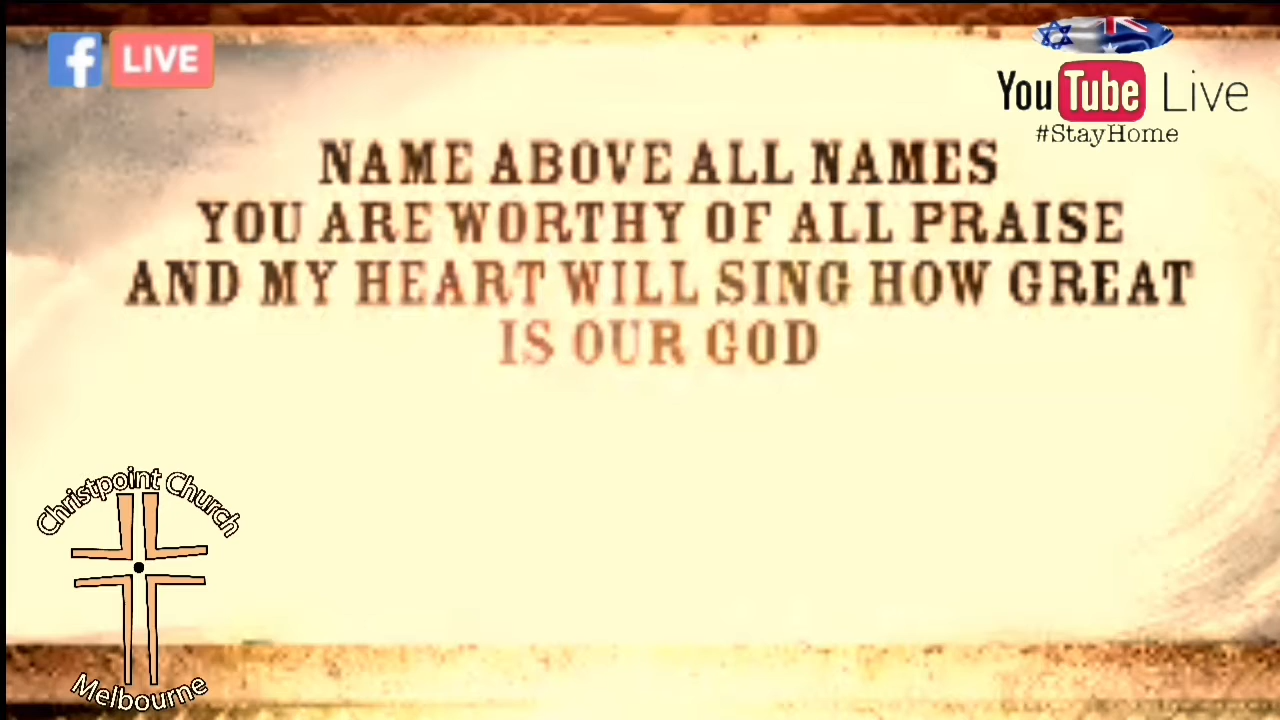 f LIVE
YouTube Live
#StayHome
NAME ABOVE ALL NAMES
YOU ARE WORTHY OF ALL PRAISE
AND MY HEART WILL SING HOW GREAT
IS OUR GOD
Christpoint Church
Melbourne